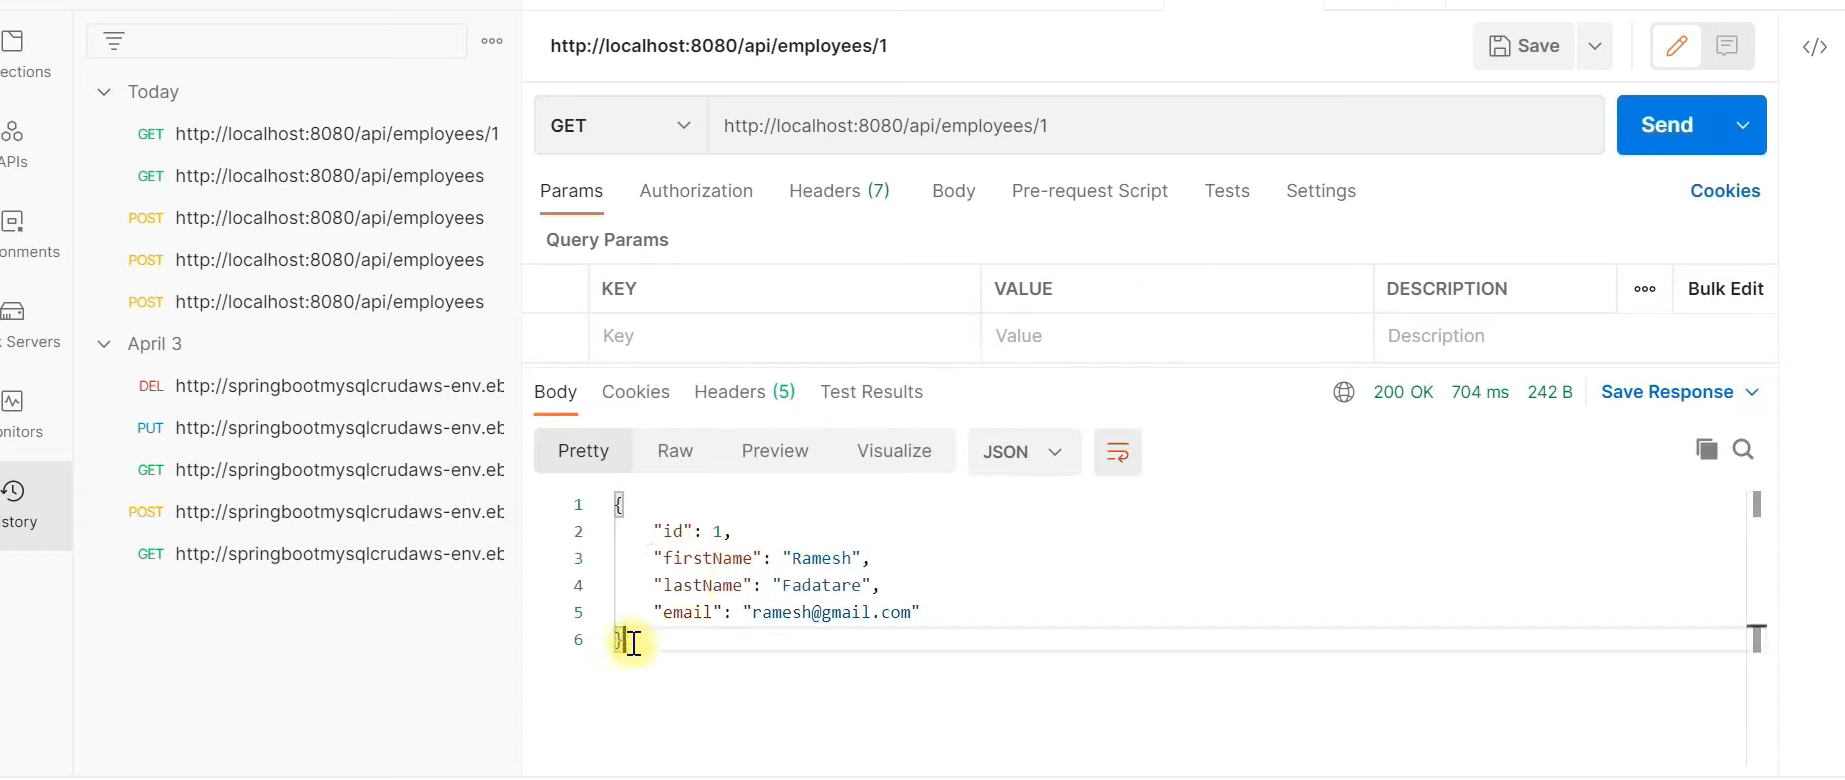 ections
APIs
onments
Servers
nitors
story
Today
GET http://localhost:8080/api/employees/1
GET http://localhost:8080/api/employees
POST http://localhost:8080/api/employees
POST http://localhost:8080/api/employees
POST http://localhost:8080/api/employees
April 3
DEL http://springbootmysqlcrudaws-env.eb
PUT http://springbootmysqlcrudaws-env.eb
GET http://springbootmysqlcrudaws-env.eb
POST http://springbootmysqlcrudaws-env.eb
GET http://springbootmysqlcrudaws-env.eb
http://localhost:8080/api/employees/1
Save
GET http://localhost:8080/api/employees/1 Send
Params Authorization Headers (7) Body Pre-request Script Tests Settings Cookies
Query Params
KEY VALUE DESCRIPTION Bulk Edit
Key Value Description
Body Cookies Headers (5) Test Results 200 OK 704 ms 242 B Save Response
Pretty Raw Preview Visualize JSON
1 {
2 "id": 1,
3 "firstName": "Ramesh",
4 "lastName": "Fadatare",
5 "email": "ramesh@gmail.com"
6 }